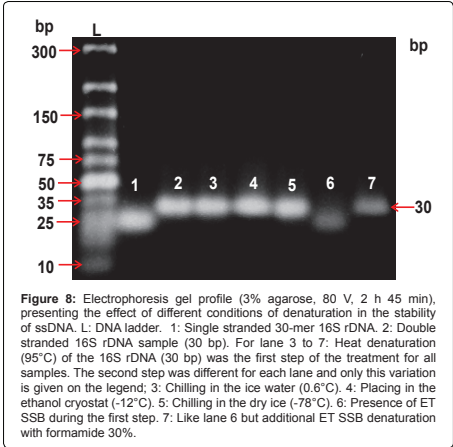 bp
L
bp
300
150
75
50
35
25
10
1
2
3
4
5
6
7
30
Figure 8: Electrophoresis gel profile (3% agarose, 80 V, 2 h 45 min),
presenting the effect of different conditions of denaturation in the stability
of ssDNA. L: DNA ladder. 1: Single stranded 30-mer 16S rDNA. 2: Double
stranded 16S rDNA sample (30 bp). For lane 3 to 7: Heat denaturation
(95°C) of the 16S rDNA (30 bp) was the first step of the treatment for all
samples. The second step was different for each lane and only this variation
is given on the legend; 3: Chilling in the ice water (0.6°C). 4: Placing in the
ethanol cryostat (-12°C). 5: Chilling in the dry ice (-78°C). 6: Presence of ET
SSB during the first step. 7: Like lane 6 but additional ET SSB denaturation
with formamide 30%.